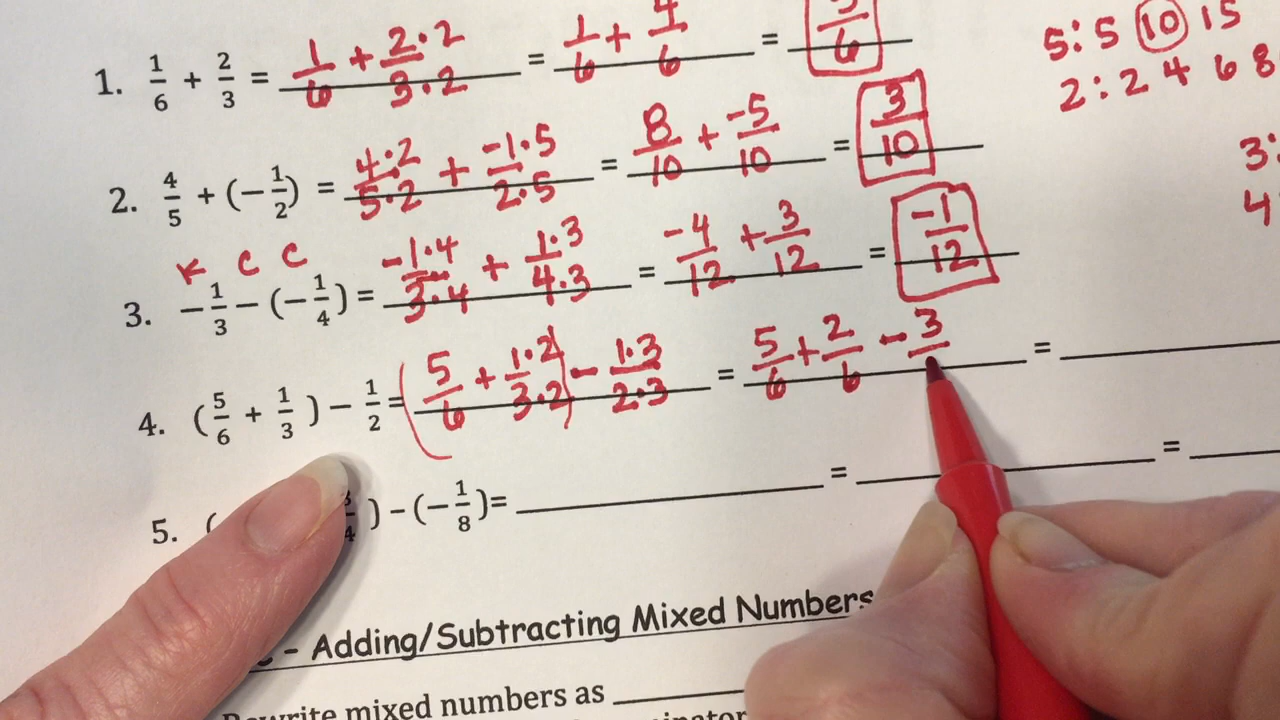 1. 1/6 + 2/3 = 1/6 + 2·2/3·2 = 1/6 + 4/6 = 5/6
5: 5 10 15
2: 2 4 6 8
2. 4/5 + (−1/2) = 4·2/5·2 + −1·5/2·5 = 8/10 + −5/10 = 3/10
3:
4
K C C
3. −1/3 − (−1/4) = −1·4/3·4 + 1·3/4·3 = −4/12 + 3/12 = −1/12
4. (5/6 + 1/3) − 1/2 = (5/6 + 1·2/3·2) − 1·3/2·3 = 5/6 + 2/6 − 3 =
5. ( 3/4) − (−1/8) = = =
- Adding/Subtracting Mixed Numbers
Rewrite mixed numbers as